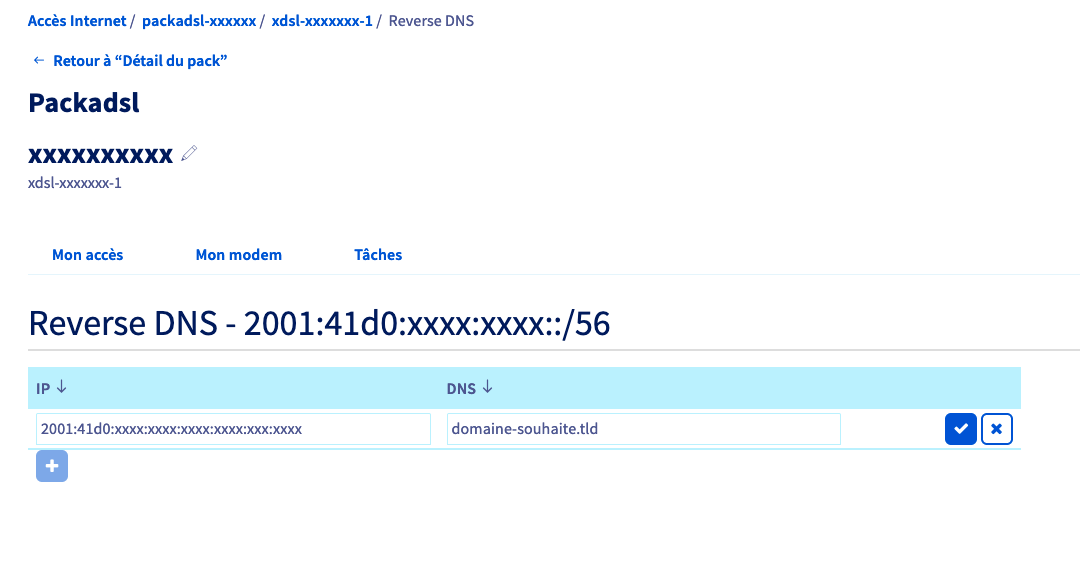 Accès Internet / packadsl-xxxxxx / xdsl-xxxxxxx-1 / Reverse DNS
← Retour à “Détail du pack”
Packadsl
xxxxxxxxxx
xdsl-xxxxxxx-1
Mon accès Mon modem Tâches
Reverse DNS - 2001:41d0:xxxx:xxxx::/56
IP ↓ DNS ↓
2001:41d0:xxxx:xxxx:xxxx:xxxx:xxx:xxxx domaine-souhaite.tld